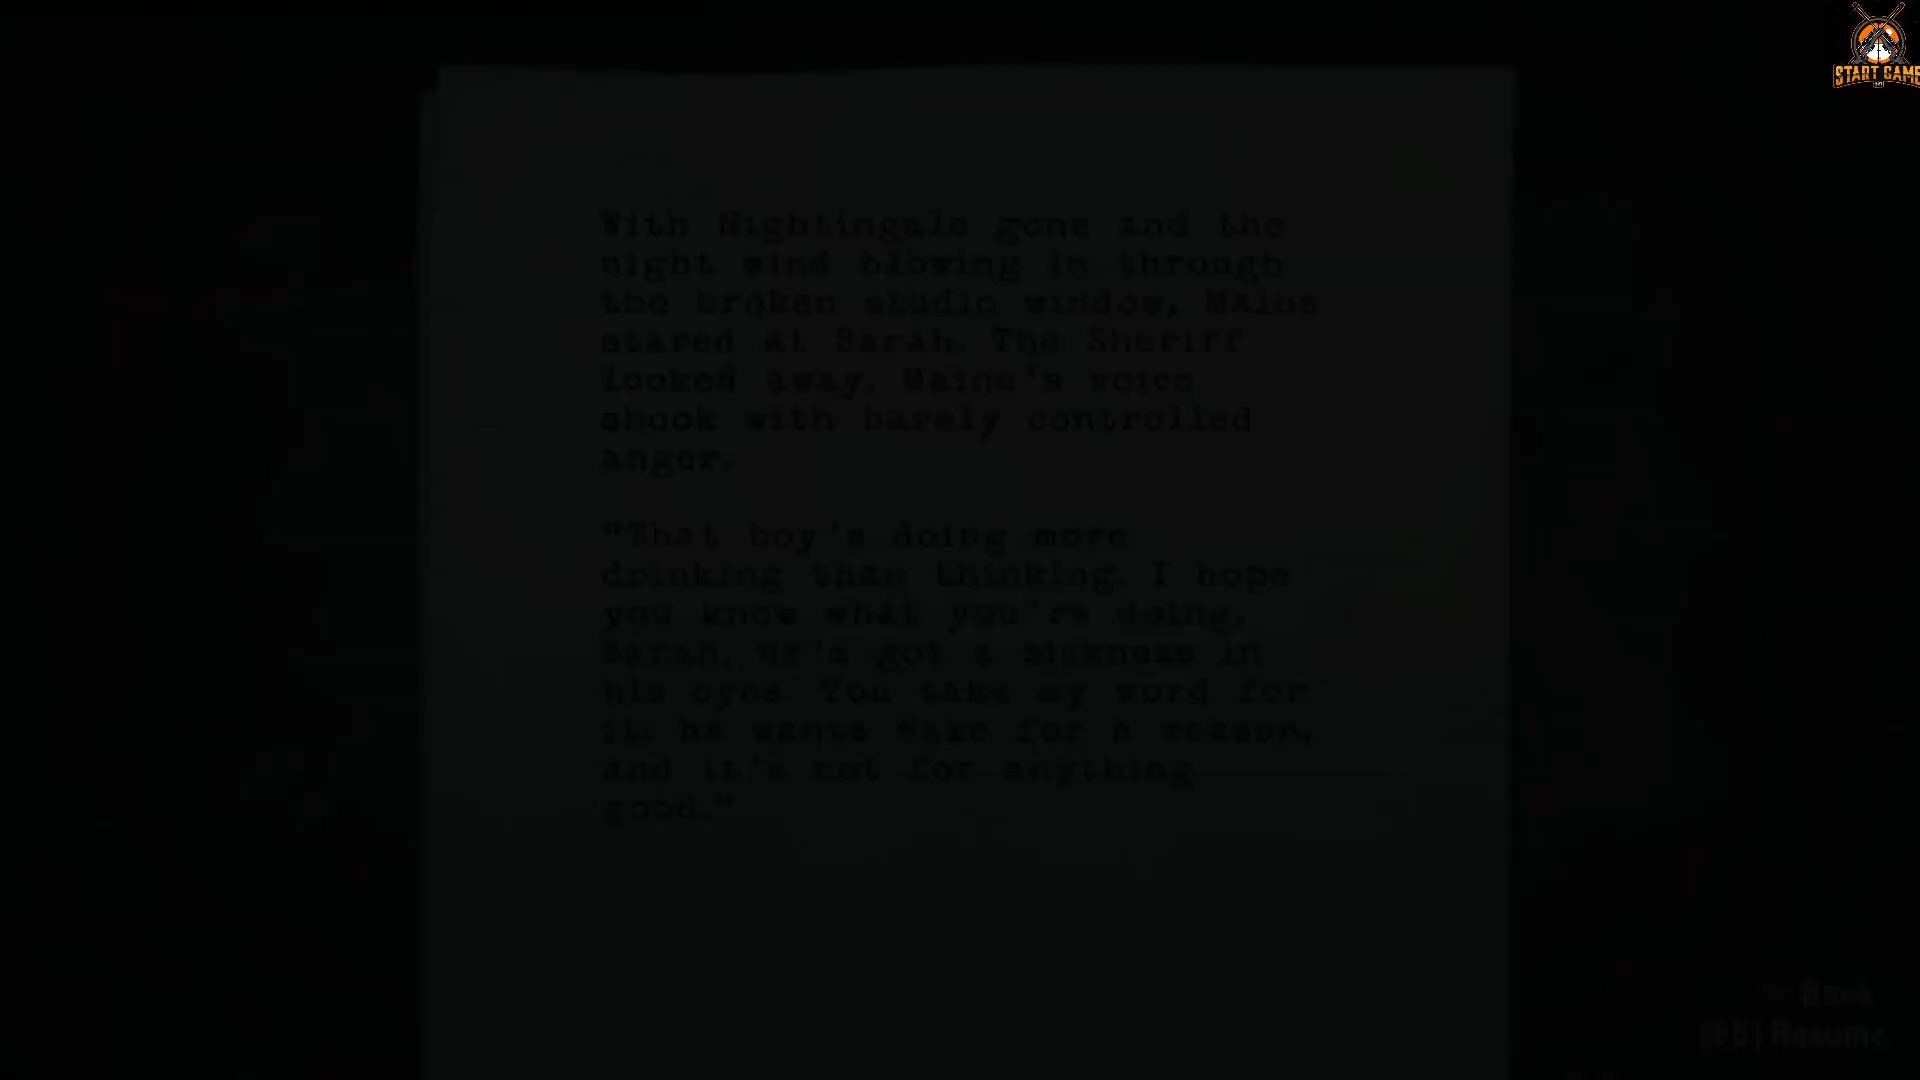 START GAME
With Nightingale gone and the
night wind blowing in through
the broken studio window, Maine
stared at Sarah. The Sheriff
looked away. Maine's voice
shook with barely controlled
anger.
"That boy's doing more
drinking than thinking. I hope
you know what you're doing,
Sarah. He's got a sickness in
his eyes. You take my word for
it: he wants Wake for a reason,
and it's not for anything
good."
Back
[F5] Resume